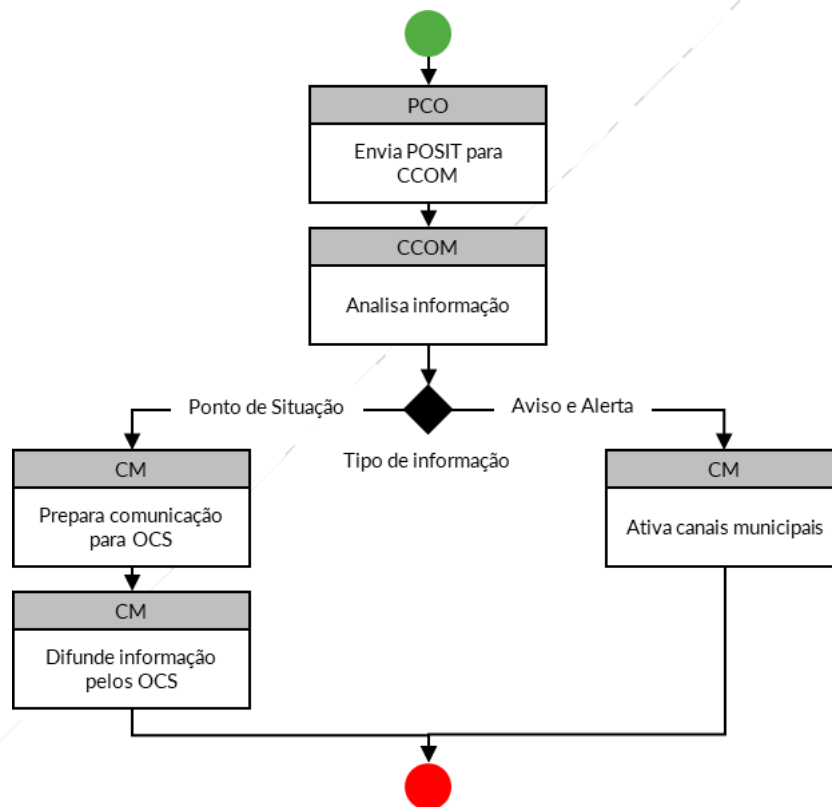 PCO
Envia POSIT para
CCOM
CCOM
Analisa informação
Ponto de Situação
Aviso e Alerta
Tipo de informação
CM
Prepara comunicação
para OCS
CM
Ativa canais municipais
CM
Difunde informação
pelos OCS